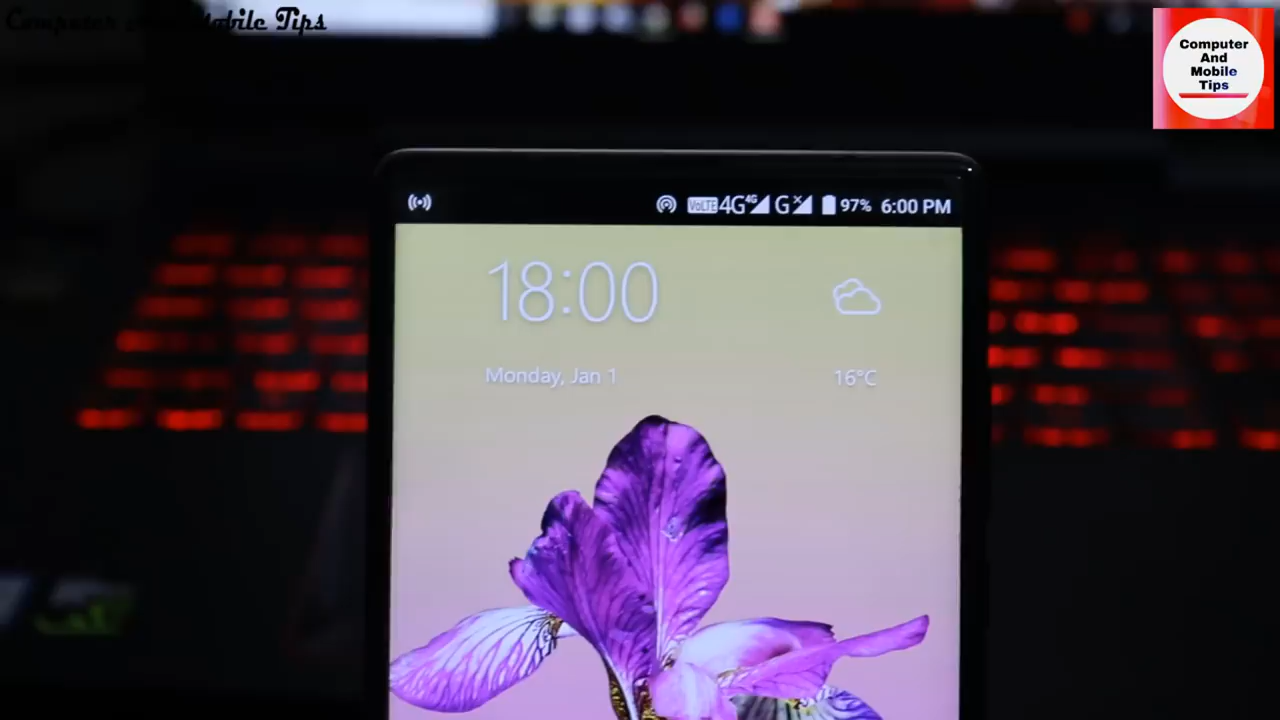 Computer And Mobile Tips
Computer
And
Mobile
Tips
VoLTE 4G 4G G 97% 6:00 PM
18:00
Monday, Jan 1
16°C